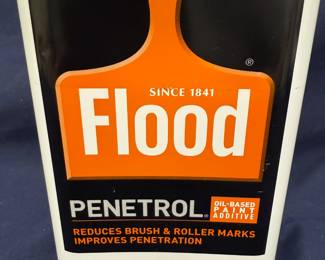 ®
SINCE 1841
Flood
PENETROL® OIL-BASED
PAINT
ADDITIVE
REDUCES BRUSH & ROLLER MARKS
IMPROVES PENETRATION